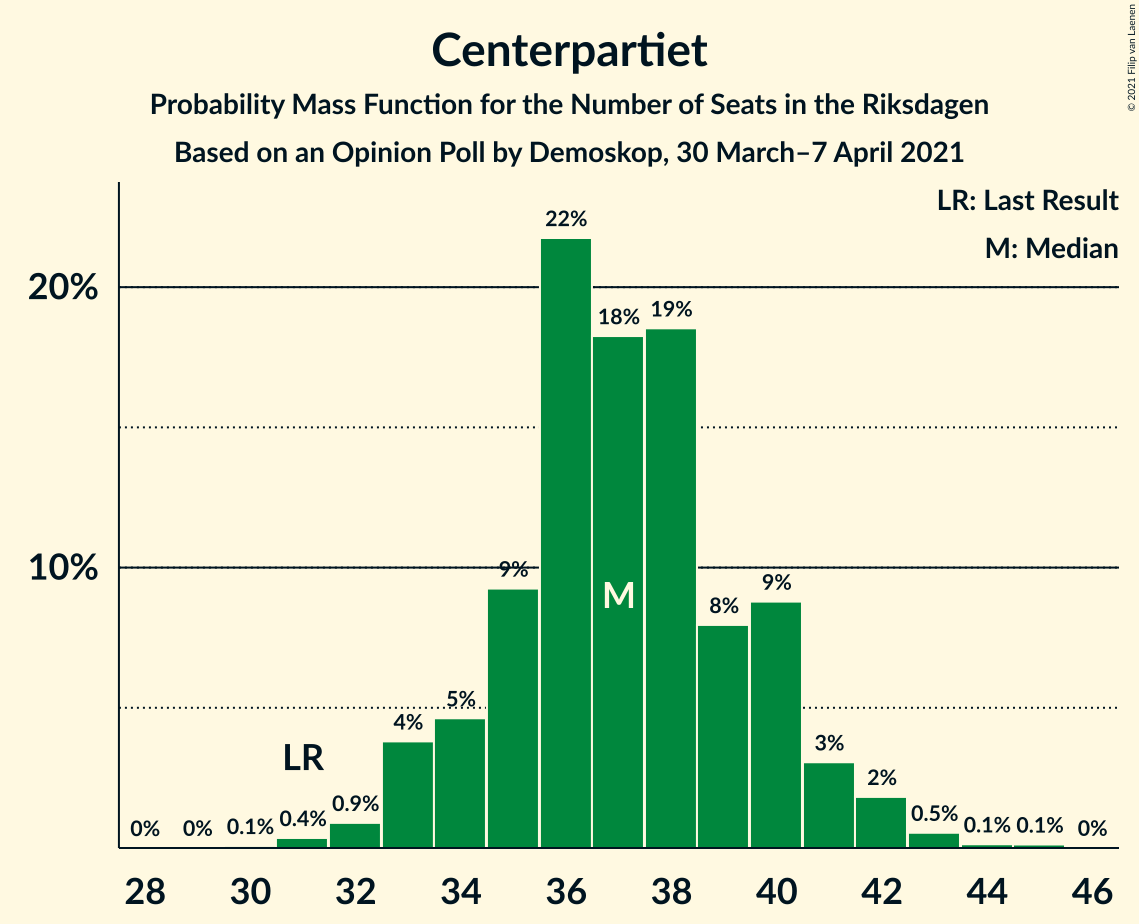 Centerpartiet
Probability Mass Function for the Number of Seats in the Riksdagen
Based on an Opinion Poll by Demoskop, 30 March–7 April 2021
© 2021 Filip van Laenen
LR: Last Result
M: Median
20%
10%
0%
0%
0.1%
0.4%
0.9%
4%
5%
9%
22%
18%
19%
8%
9%
3%
2%
0.5%
0.1%
0.1%
0%
LR
M
28 30 32 34 36 38 40 42 44 46